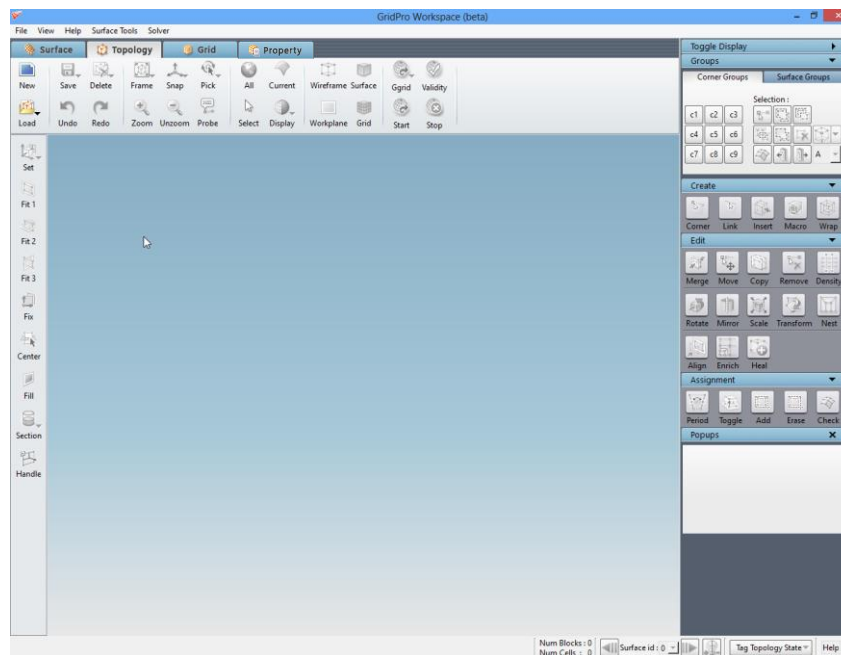 GridPro Workspace (beta)
File View Help Surface Tools Solver
Surface Topology Grid Property
New Save Delete Frame Snap Pick All Current Wireframe Surface Ggrid Validity
Load Undo Redo Zoom Unzoom Probe Select Display Workplane Grid Start Stop
Set
Fit 1
Fit 2
Fit 3
Fix
Center
Fill
Section
Handle
Toggle Display
Groups
Corner Groups Surface Groups
Selection :
c1 c2 c3
c4 c5 c6
c7 c8 c9 A
Create
Corner Link Insert Macro Wrap
Edit
Merge Move Copy Remove Density
Rotate Mirror Scale Transform Nest
Align Enrich Heal
Assignment
Period Toggle Add Erase Check
Popups
Num Blocks : 0
Num Cells : 0
Surface id : 0
Tag Topology State
Help